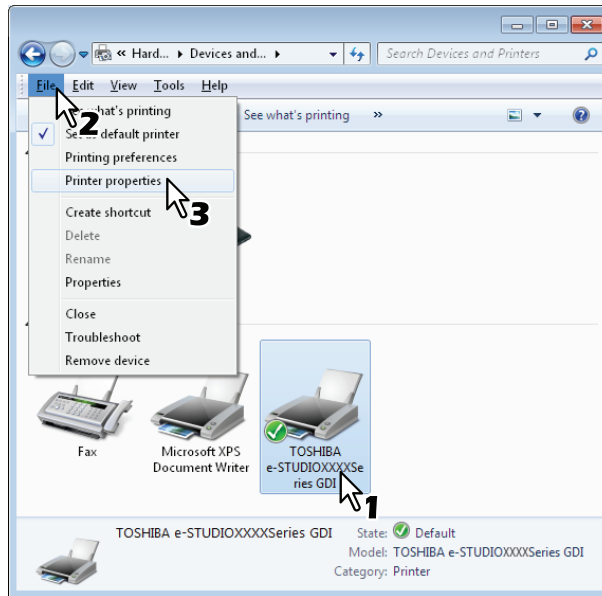 « Hard... ▸ Devices and... ▸
Search Devices and Printers
File Edit View Tools Help
See what's printing »
what's printing
2
Set as default printer
Printing preferences
Printer properties
3
Create shortcut
Delete
Rename
Properties
Close
Troubleshoot
Remove device
Fax
Microsoft XPS
Document Writer
TOSHIBA
e-STUDIOXXXXSe
ries GDI
1
TOSHIBA e-STUDIOXXXXSeries GDI State: Default
Model: TOSHIBA e-STUDIOXXXXSeries GDI
Category: Printer